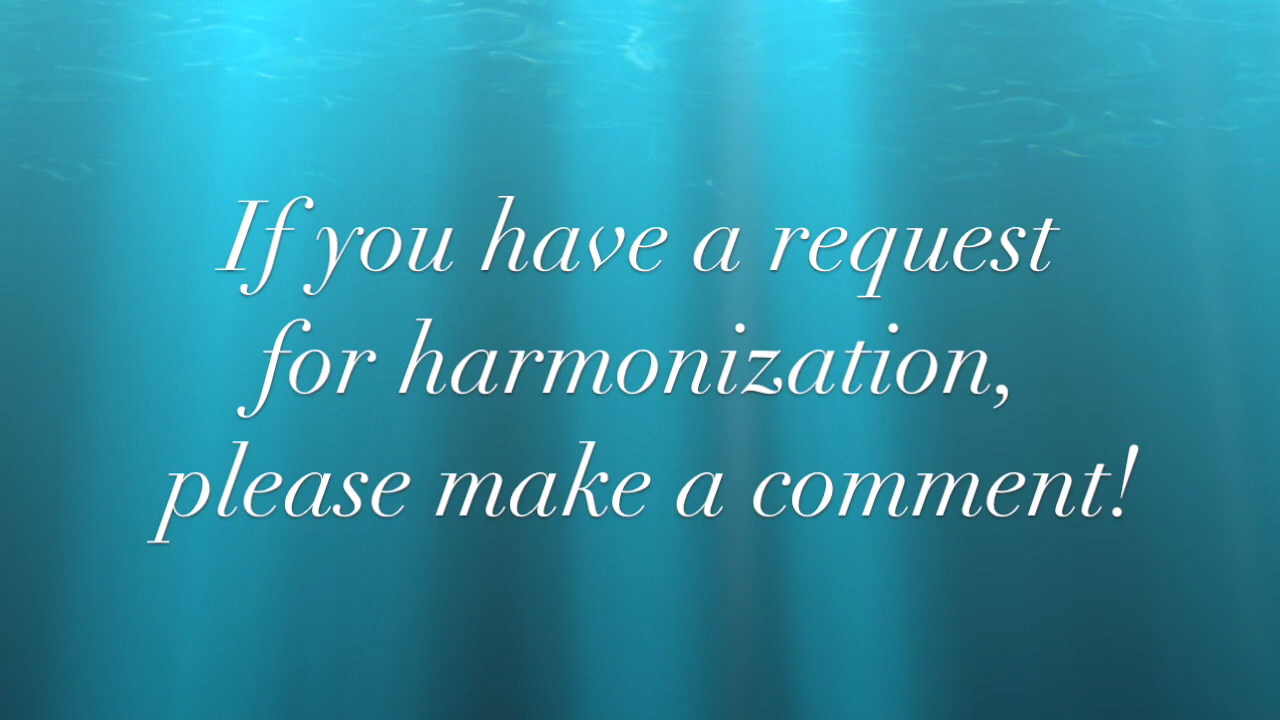 If you have a request
for harmonization,
please make a comment!